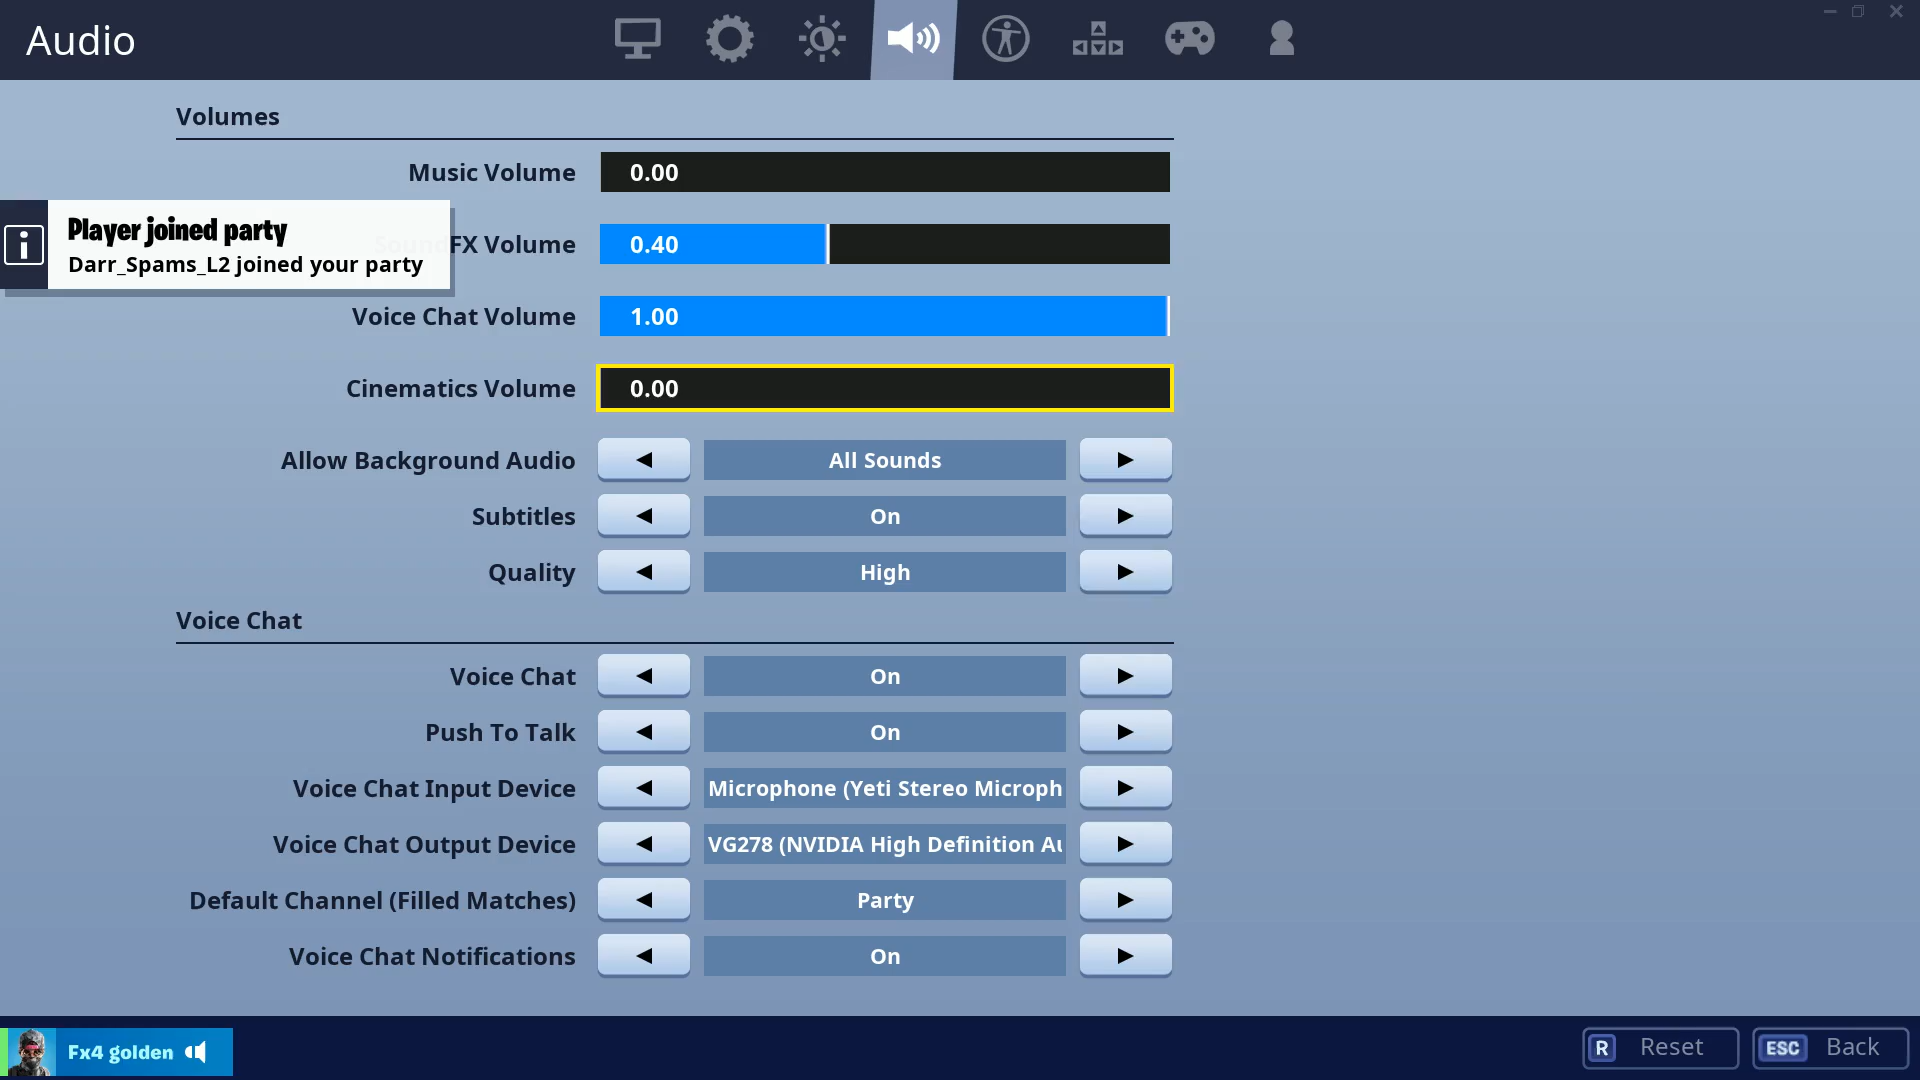 Audio
Volumes
Music Volume 0.00
Player joined party
Darr_Spams_L2 joined your party
SoundFX Volume 0.40
Voice Chat Volume 1.00
Cinematics Volume 0.00
Allow Background Audio All Sounds
Subtitles On
Quality High
Voice Chat
Voice Chat On
Push To Talk On
Voice Chat Input Device Microphone (Yeti Stereo Microph
Voice Chat Output Device VG278 (NVIDIA High Definition Au
Default Channel (Filled Matches) Party
Voice Chat Notifications On
Fx4 golden
R Reset
ESC Back